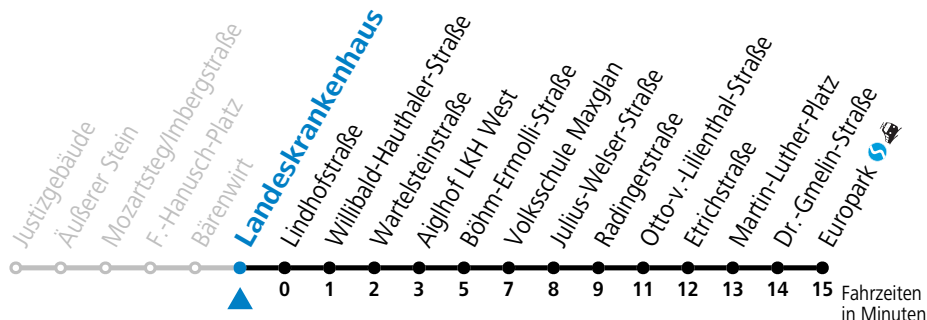 Justizgebäude
Äußerer Stein
Mozartsteg/Imbergstraße
F.-Hanusch-Platz
Bärenwirt
Landeskrankenhaus
Lindhofstraße
Willibald-Hauthaler-Straße
Wartelsteinstraße
Aiglhof LKH West
Böhm-Ermolli-Straße
Volksschule Maxglan
Julius-Welser-Straße
Radingerstraße
Otto-v.-Lilienthal-Straße
Etrichstraße
Martin-Luther-Platz
Dr.-Gmelin-Straße
Europark
0 1 2 3 5 7 8 9 11 12 13 14 15
Fahrzeiten
in Minuten